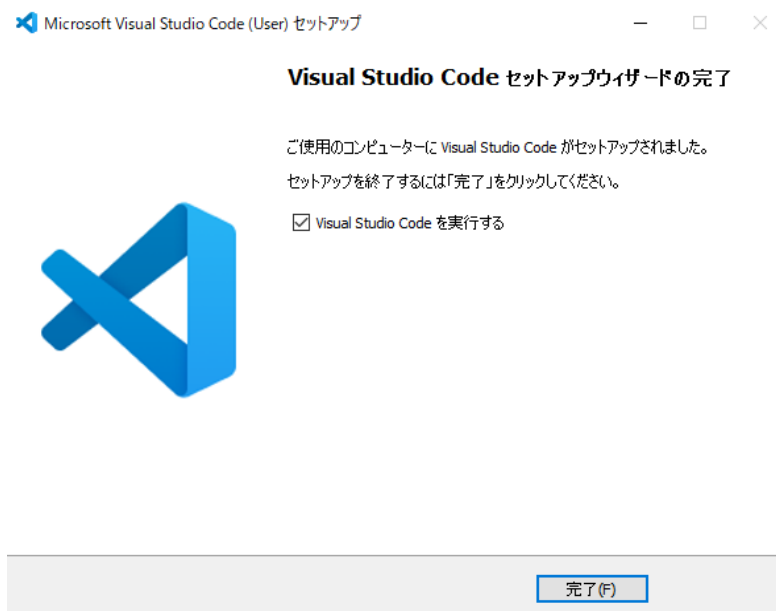 Microsoft Visual Studio Code (User) セットアップ
Visual Studio Code セットアップウィザードの完了
ご使用のコンピューターに Visual Studio Code がセットアップされました。
セットアップを終了するには「完了」をクリックしてください。
Visual Studio Code を実行する
完了(F)